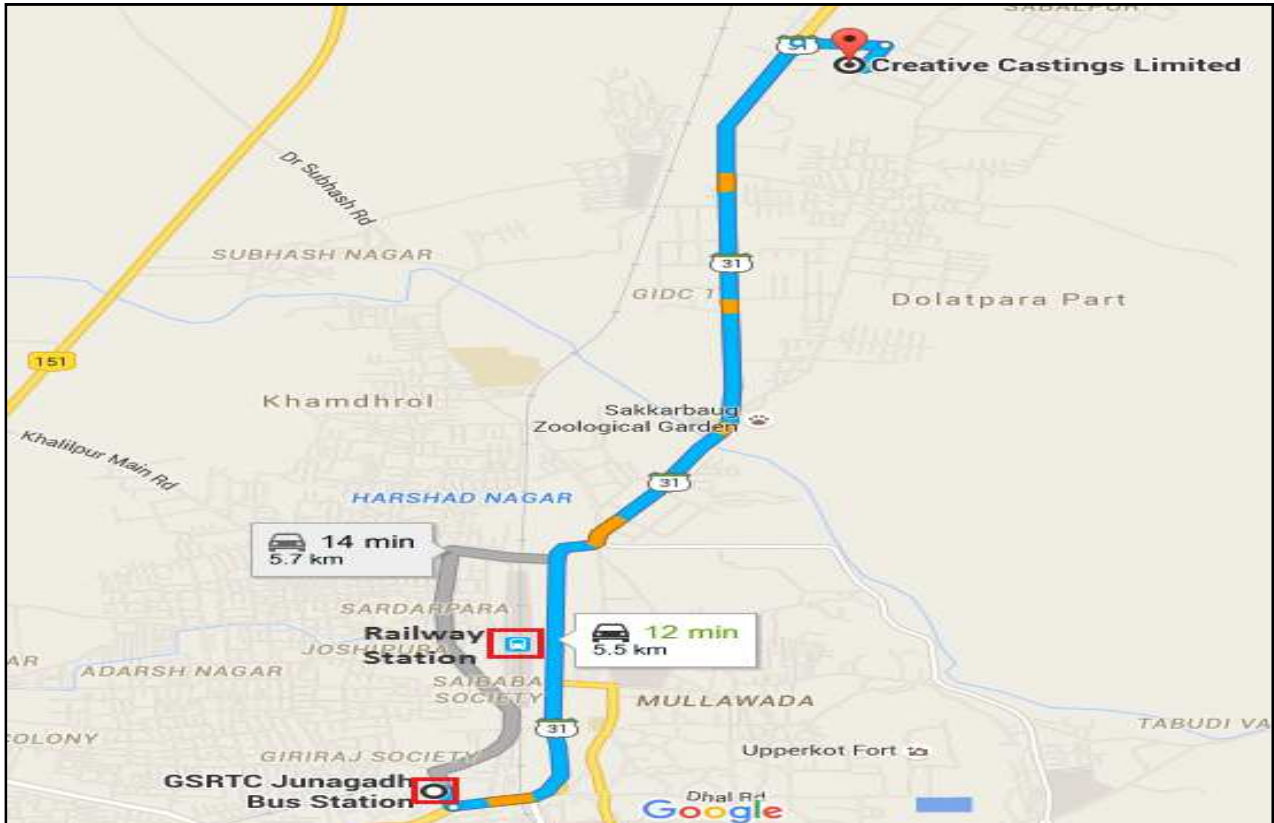 SABALPUR
Creative Castings Limited
Dr Subhash Rd
SUBHASH NAGAR
31
GIDC 1
Dolatpara Part
151
Khamdhrol
Sakkarbaug
Zoological Garden
Khalilpur Main Rd
31
HARSHAD NAGAR
14 min
5.7 km
SARDARPARA
Railway
Station
JOSHIPURA
12 min
5.5 km
AR
ADARSH NAGAR
SAIBABA
SOCIETY
MULLAWADA
31
TABUDI VA
COLONY
GIRIRAJ SOCIETY
Upperkot Fort
GSRTC Junagadh
Bus Station
Dhal Rd
Google